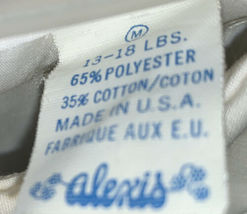 M
13-18 LBS.
65% POLYESTER
35% COTTON/COTON
MADE IN U.S.A.
FABRIQUE AUX E.U.
alexis